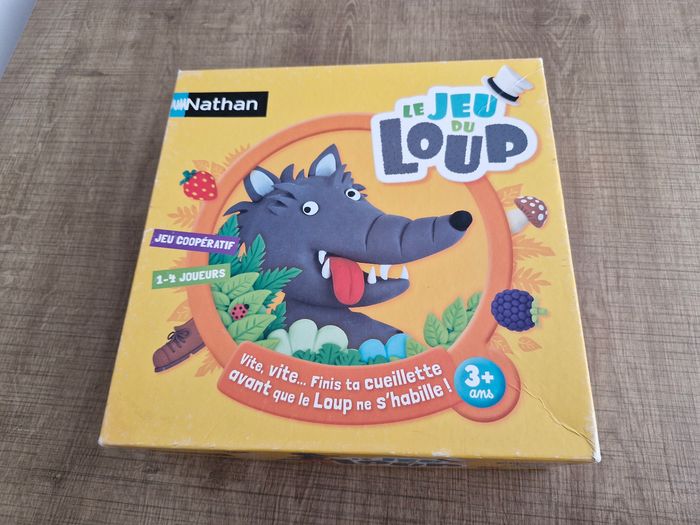 Nathan
LE JEU
DU
LOUP
JEU COOPÉRATIF
1-4 JOUEURS
Vite, vite... Finis ta cueillette
avant que le Loup ne s'habille !
3+
ans